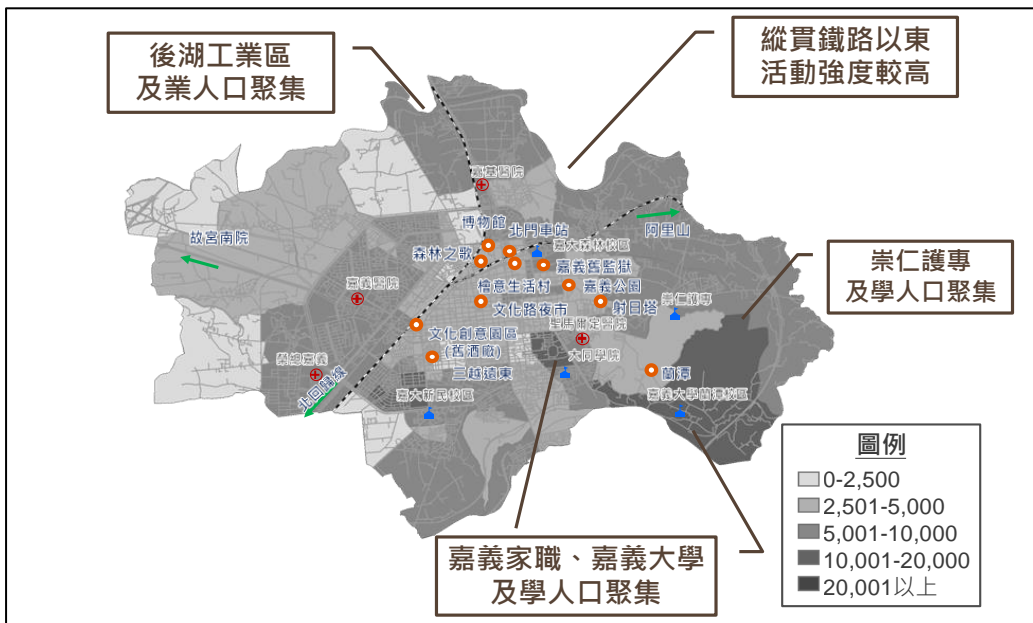 後湖工業區
及業人口聚集
縱貫鐵路以東
活動強度較高
嘉基醫院
博物館
北門車站
嘉大森林校區
阿里山
故宮南院
森林之歌
嘉義舊監獄
崇仁護專
及學人口聚集
嘉義醫院
檜意生活村
嘉義公園
文化路夜市
射日塔
崇仁護專
聖馬爾定醫院
文化創意園區
(舊酒廠)
大同學院
榮總嘉義
三越遠東
蘭潭
北回歸線
嘉大新民校區
嘉義大學蘭潭校區
嘉義家職、嘉義大學
及學人口聚集
圖例
0-2,500
2,501-5,000
5,001-10,000
10,001-20,000
20,001以上